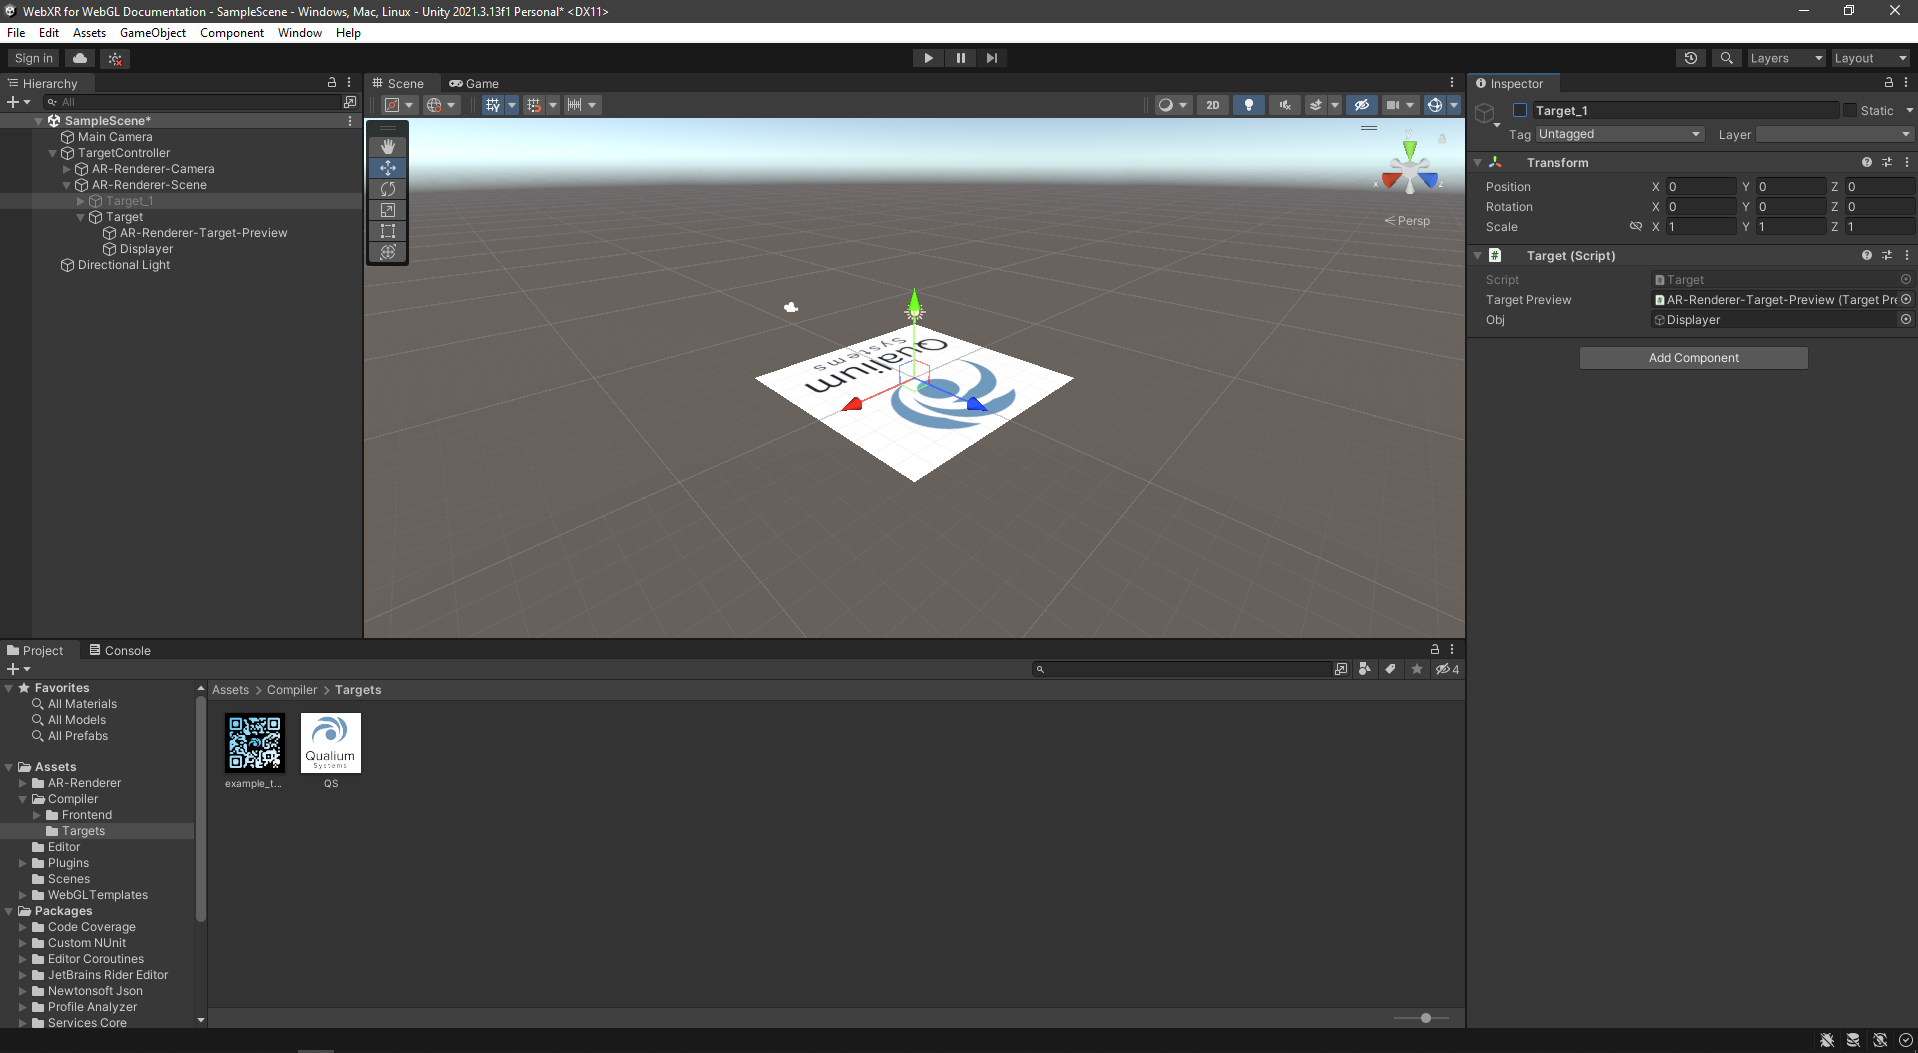 WebXR for WebGL Documentation - SampleScene - Windows, Mac, Linux - Unity 2021.3.13f1 Personal* <DX11>
File Edit Assets GameObject Component Window Help
Sign in
Layers
Layout
Hierarchy
All
SampleScene*
Main Camera
TargetController
AR-Renderer-Camera
AR-Renderer-Scene
Target_1
Target
AR-Renderer-Target-Preview
Displayer
Directional Light
Scene
Game
2D
y
x
z
< Persp
Qualium
Systems
Inspector
Target_1
Static
Tag Untagged
Layer
Transform
Position X 0 Y 0 Z 0
Rotation X 0 Y 0 Z 0
Scale X 1 Y 1 Z 1
Target (Script)
Script Target
Target Preview AR-Renderer-Target-Preview (Target Pre
Obj Displayer
Add Component
Project
Console
4
Favorites
All Materials
All Models
All Prefabs
Assets
AR-Renderer
Compiler
Frontend
Targets
Editor
Plugins
Scenes
WebGLTemplates
Packages
Code Coverage
Custom NUnit
Editor Coroutines
JetBrains Rider Editor
Newtonsoft Json
Profile Analyzer
Services Core
Assets > Compiler > Targets
Qualium
Systems
example_t...
QS